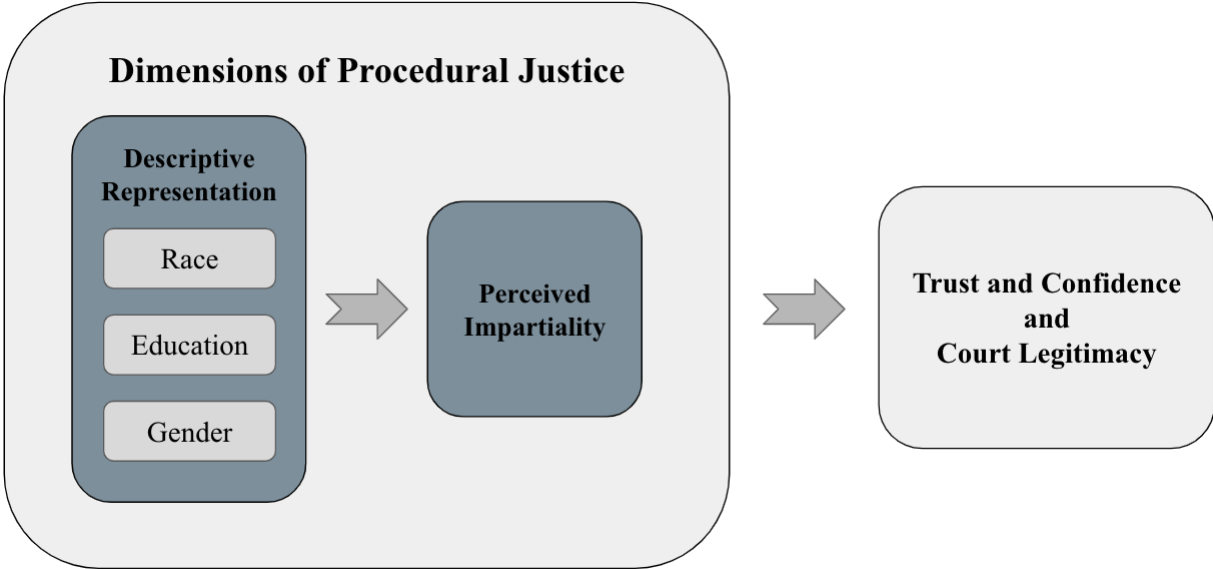 Dimensions of Procedural Justice
Descriptive
Representation
Race
Education
Gender
Perceived
Impartiality
Trust and Confidence
and
Court Legitimacy